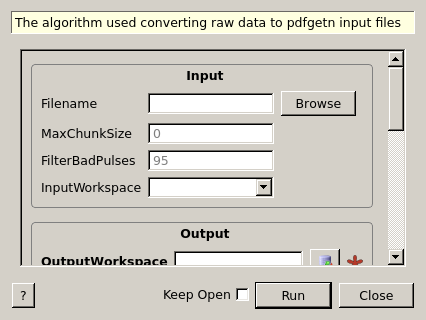 The algorithm used converting raw data to pdfgetn input files
Input
Filename Browse
MaxChunkSize 0
FilterBadPulses 95
InputWorkspace
Output
OutputWorkspace
? Keep Open Run Close